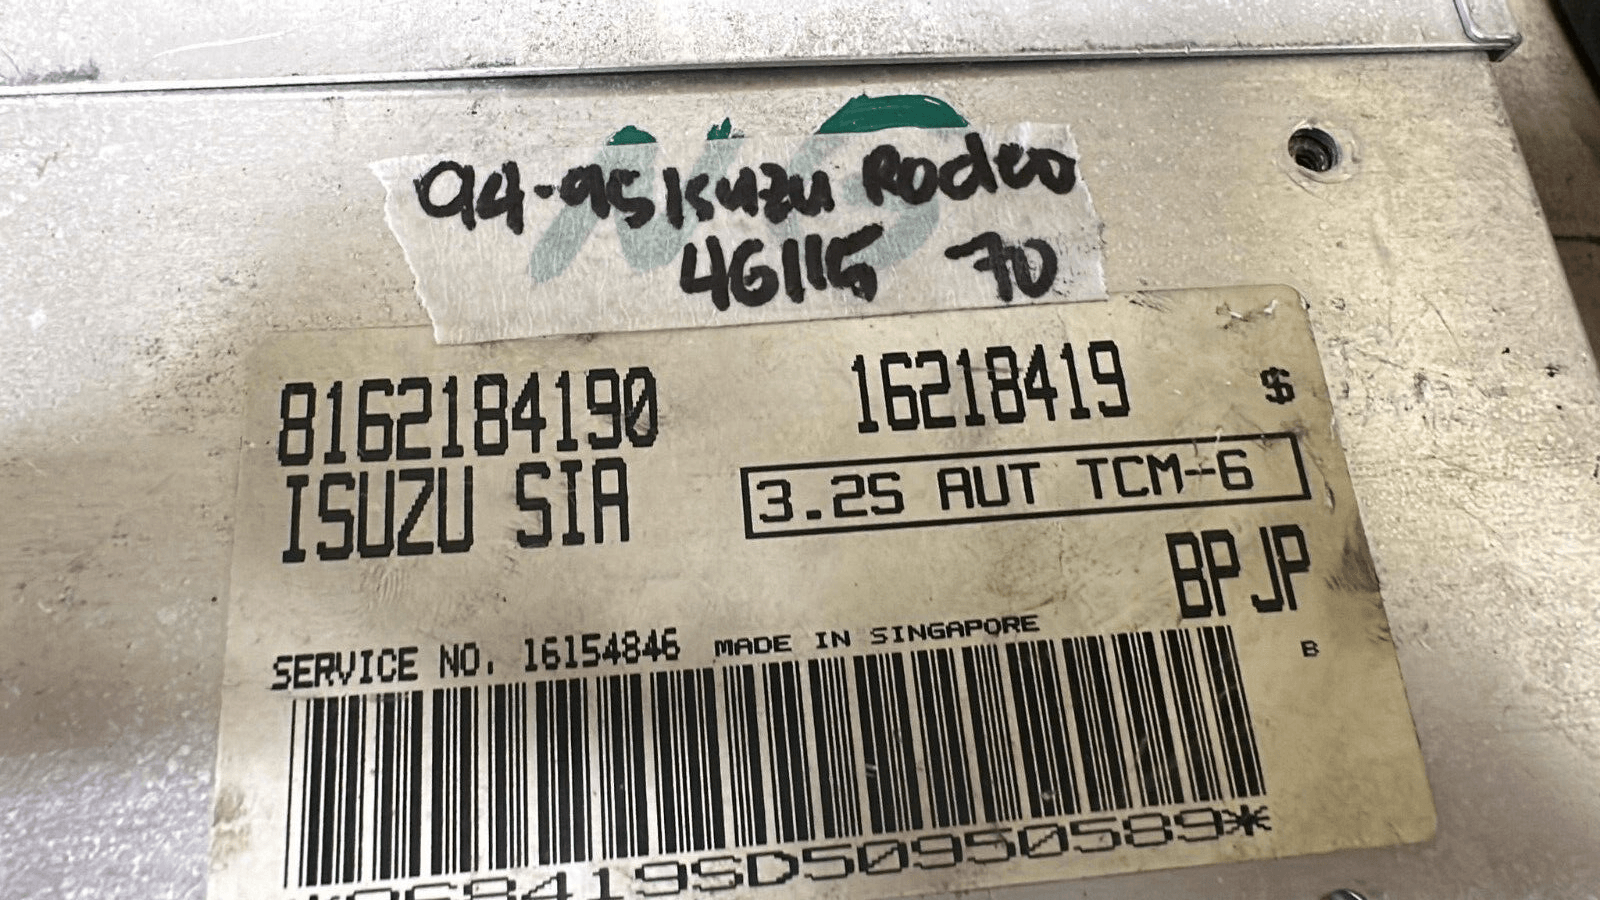 94-95 Isuzu Rodeo
46115 70
8162184190 16218419 $
ISUZU SIA 3.2S AUT TCM-6
BPJP
SERVICE NO. 16154846 MADE IN SINGAPORE
B